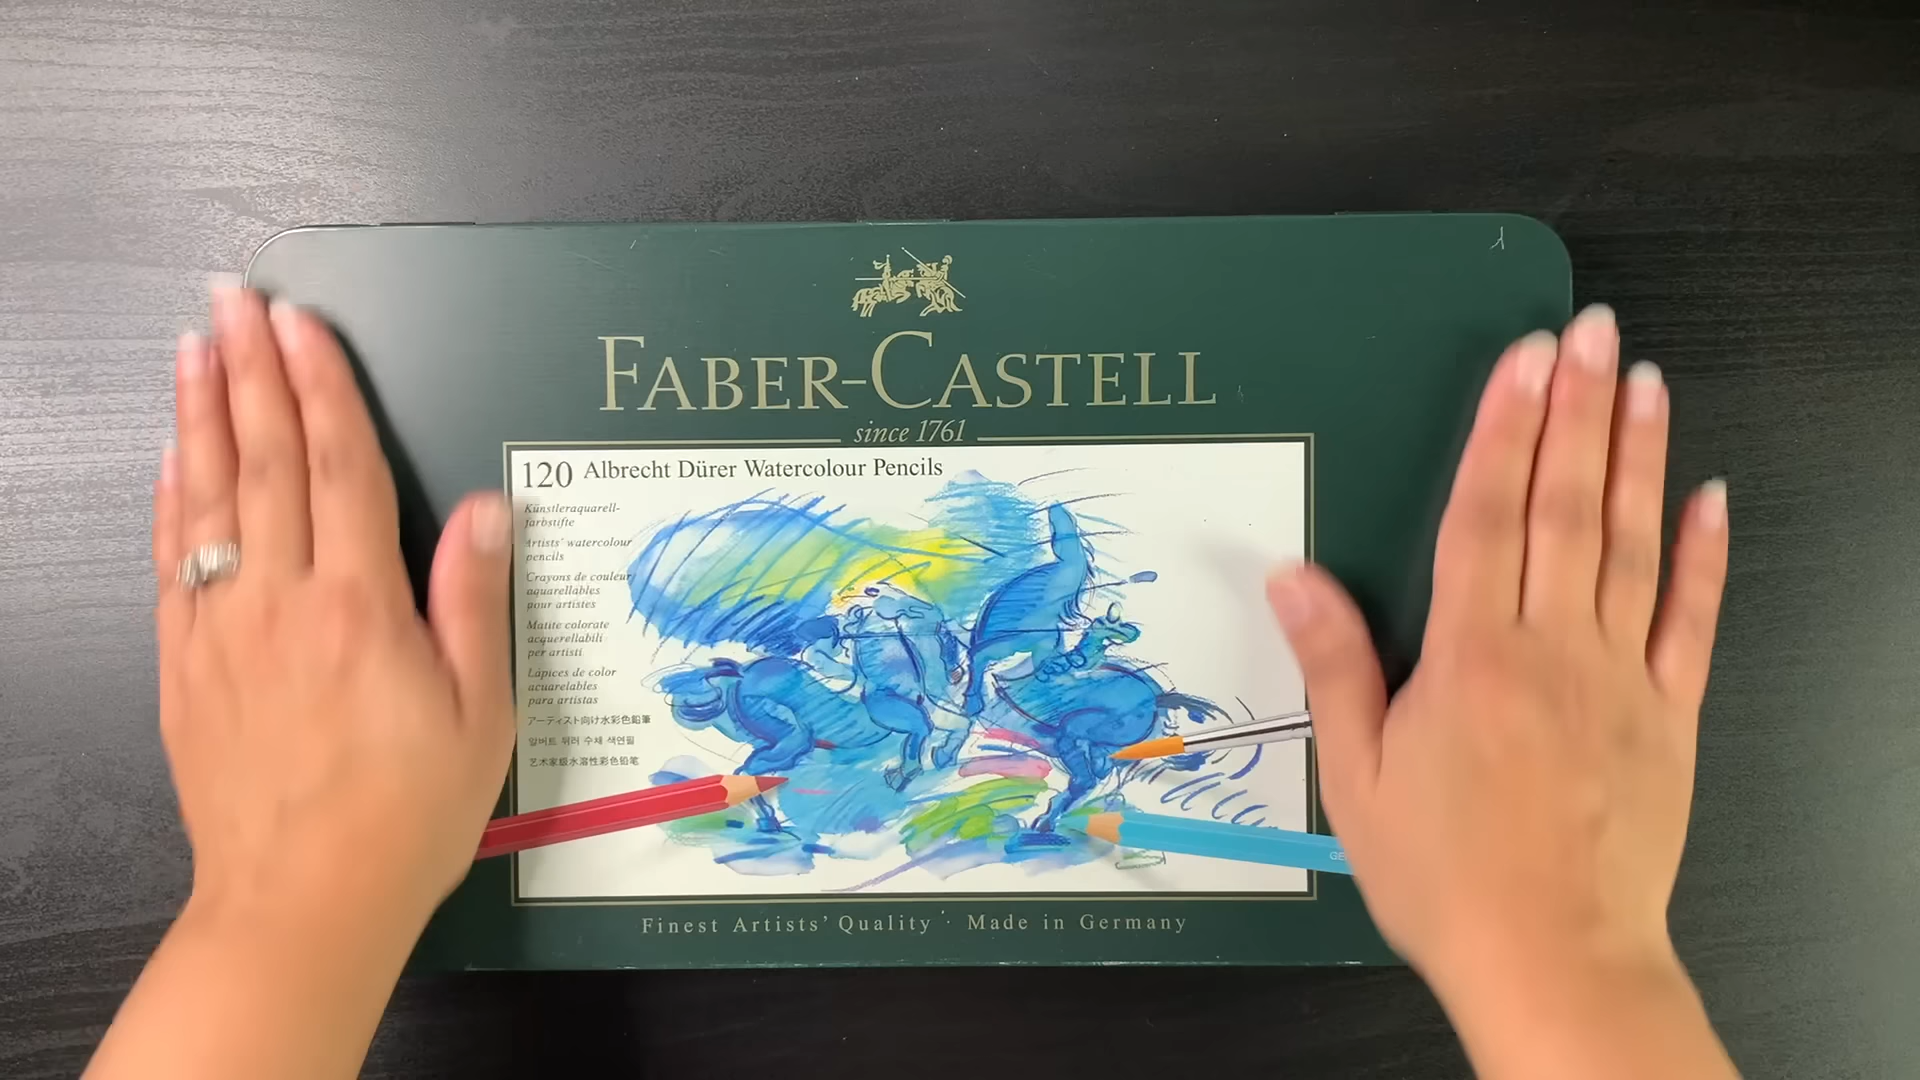 FABER-CASTELL
since 1761
120 Albrecht Dürer Watercolour Pencils
Künstleraquarell-
farbstifte
Artists' watercolour
pencils
Crayons de couleur
aquarellables
pour artistes
Matite colorate
acquerellabili
per artisti
Lápices de color
acuarelables
para artistas
アーティスト向け水彩色鉛筆
알버트 뒤러 수채 색연필
艺术家级水溶性彩色铅笔
GE
Finest Artists' Quality · Made in Germany